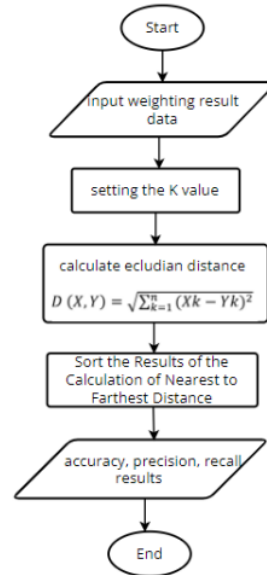 Start
input weighting result
data
setting the K value
calculate ecludian distance
D (X,Y) = √∑ⁿₖ₌₁ (Xk − Yk)²
Sort the Results of the
Calculation of Nearest to
Farthest Distance
accuracy, precision, recall
results
End